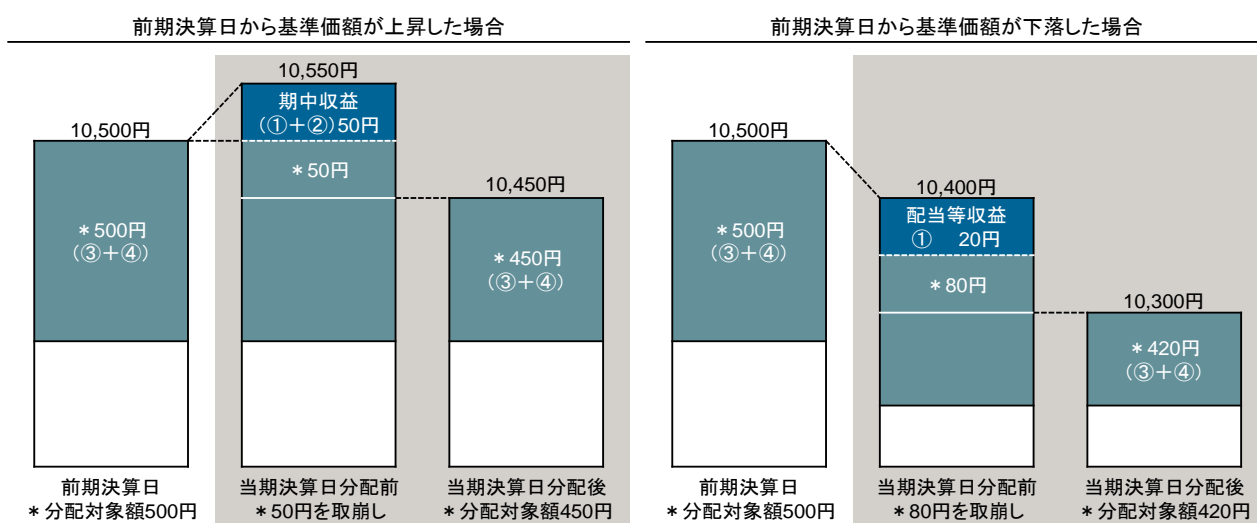 前期決算日から基準価額が上昇した場合
10,550円
期中収益
(①+②)50円
10,500円
*50円
10,450円
*500円
(③+④)
*450円
(③+④)
前期決算日
*分配対象額500円
当期決算日分配前
*50円を取崩し
当期決算日分配後
*分配対象額450円
前期決算日から基準価額が下落した場合
10,500円
10,400円
配当等収益
① 20円
*500円
(③+④)
*80円
10,300円
*420円
(③+④)
前期決算日
*分配対象額500円
当期決算日分配前
*80円を取崩し
当期決算日分配後
*分配対象額420円